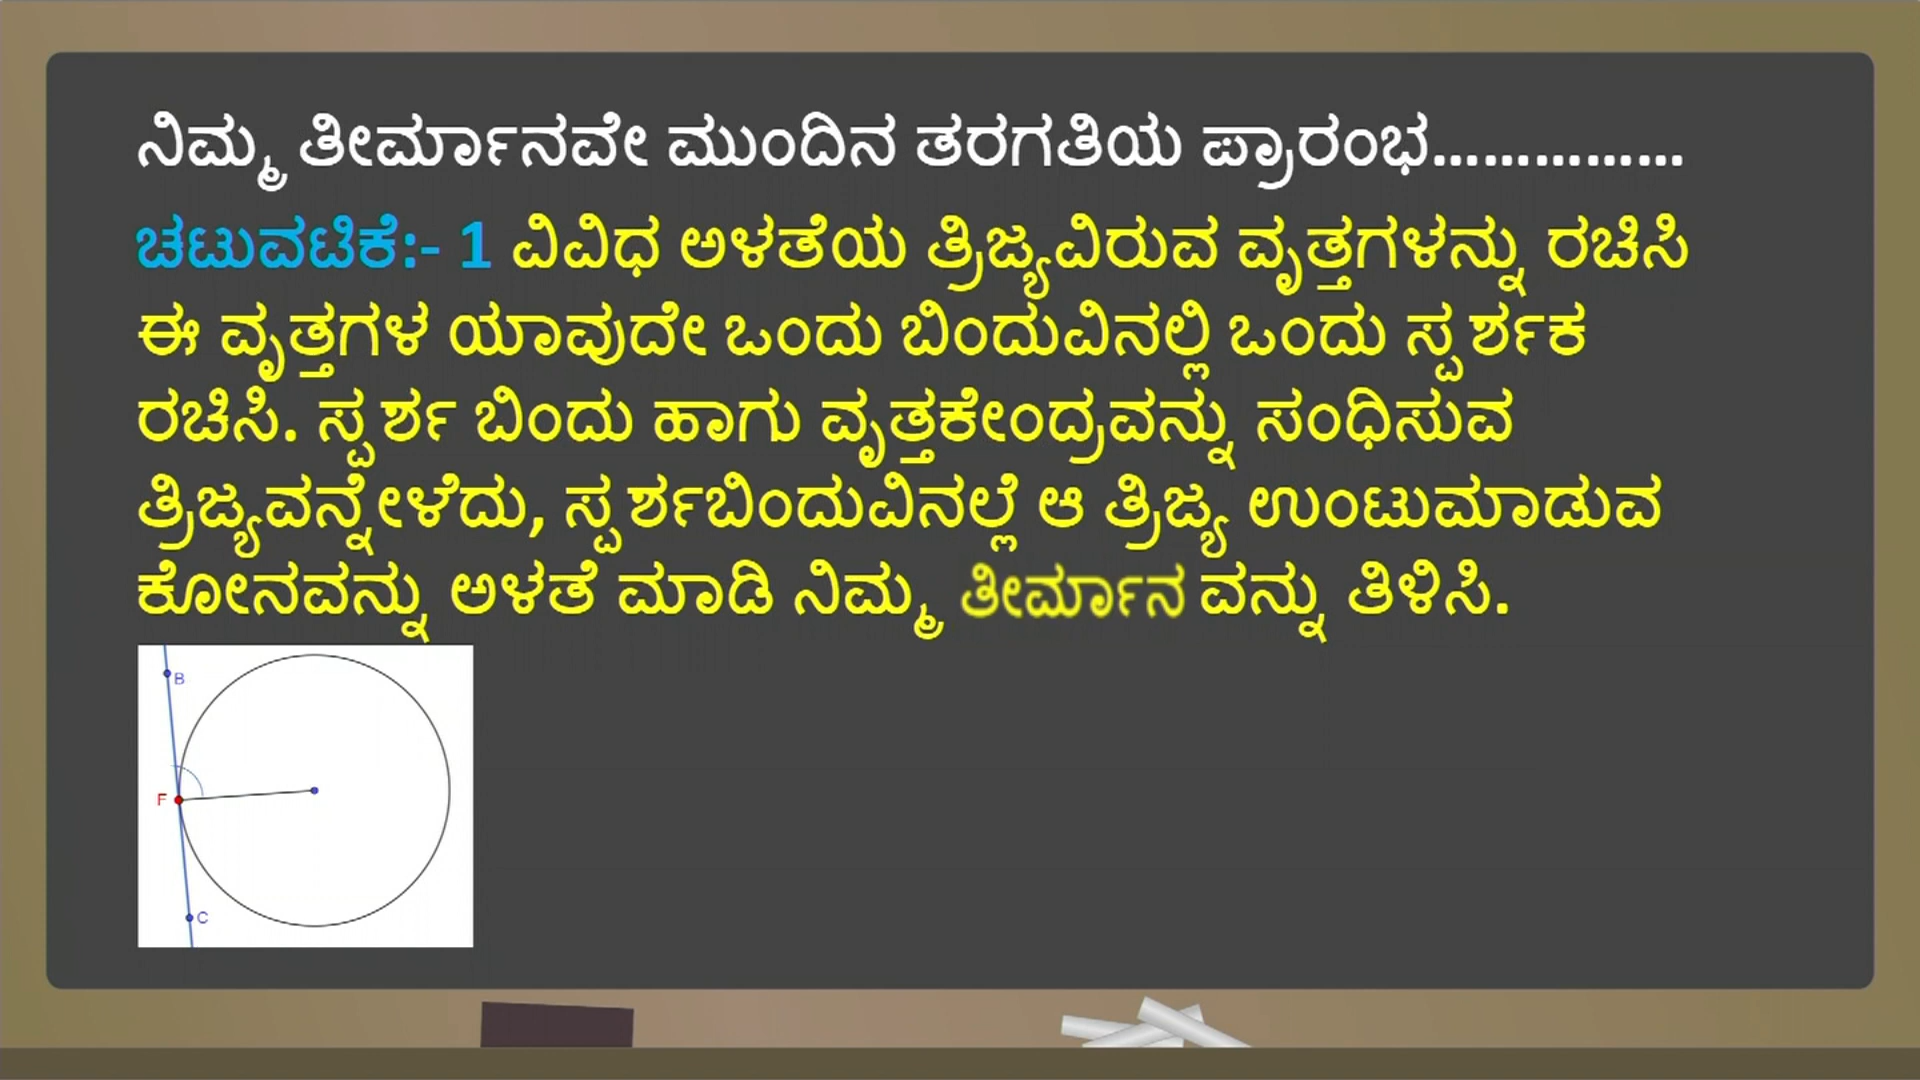 ನಿಮ್ಮ ತೀರ್ಮಾನವೇ ಮುಂದಿನ ತರಗತಿಯ ಪ್ರಾರಂಭ...............
ಚಟುವಟಿಕೆ:- 1 ವಿವಿಧ ಅಳತೆಯ ತ್ರಿಜ್ಯವಿರುವ ವೃತ್ತಗಳನ್ನು ರಚಿಸಿ
ಈ ವೃತ್ತಗಳ ಯಾವುದೇ ಒಂದು ಬಿಂದುವಿನಲ್ಲಿ ಒಂದು ಸ್ಪರ್ಶಕ
ರಚಿಸಿ. ಸ್ಪರ್ಶ ಬಿಂದು ಹಾಗು ವೃತ್ತಕೇಂದ್ರವನ್ನು ಸಂಧಿಸುವ
ತ್ರಿಜ್ಯವನ್ನೇಳೆದು, ಸ್ಪರ್ಶಬಿಂದುವಿನಲ್ಲೆ ಆ ತ್ರಿಜ್ಯ ಉಂಟುಮಾಡುವ
ಕೋನವನ್ನು ಅಳತೆ ಮಾಡಿ ನಿಮ್ಮ ತೀರ್ಮಾನ ವನ್ನು ತಿಳಿಸಿ.
B
F
C